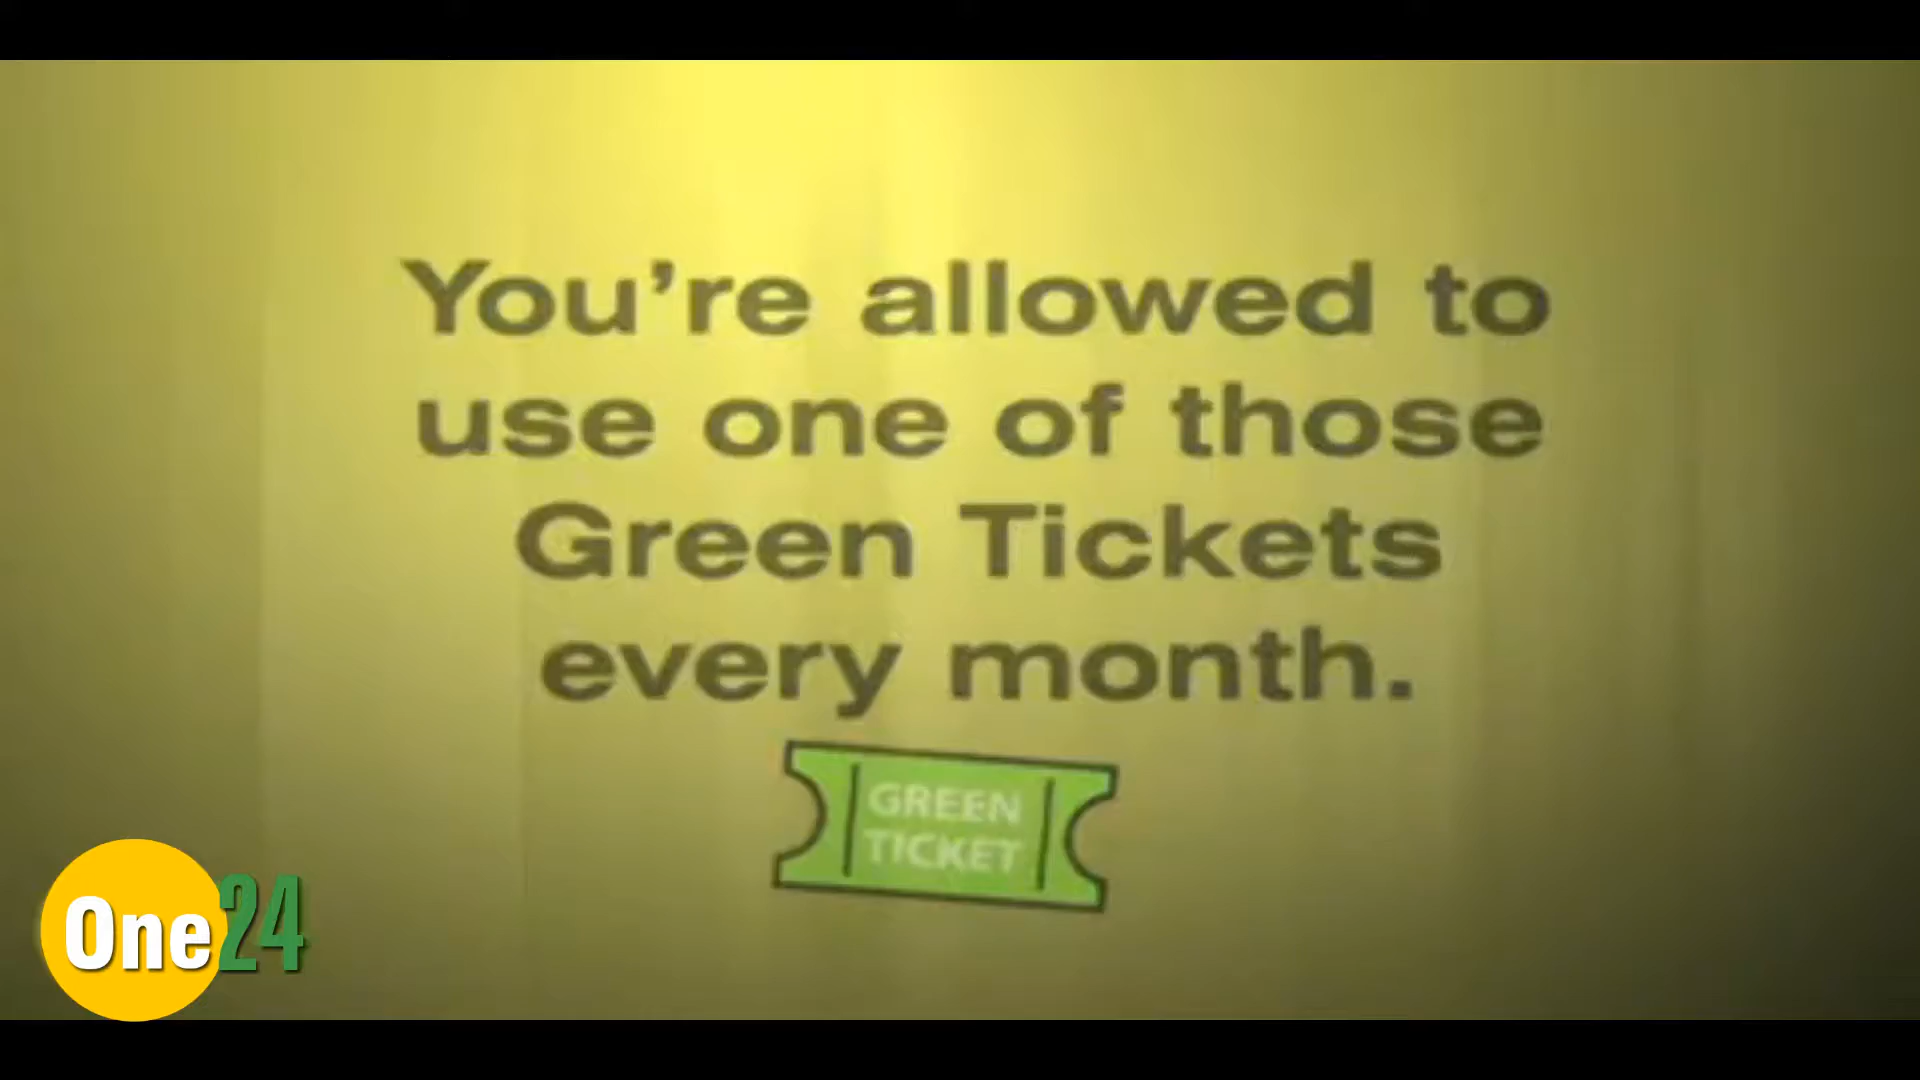 You're allowed to
use one of those
Green Tickets
every month.
GREEN
TICKET
One24